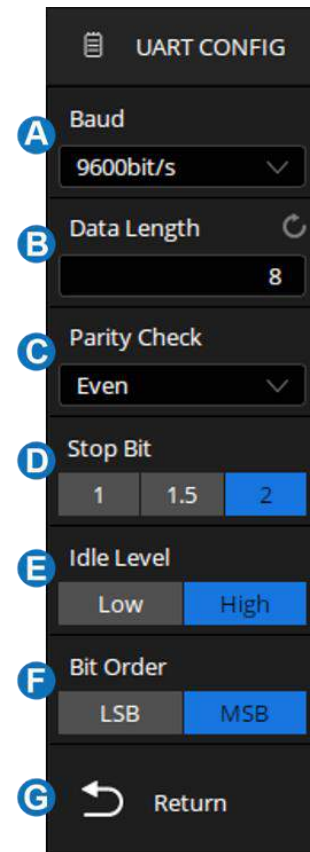 UART CONFIG
A
Baud
9600bit/s
B
Data Length
8
C
Parity Check
Even
D
Stop Bit
1 1.5 2
E
Idle Level
Low High
F
Bit Order
LSB MSB
G
Return